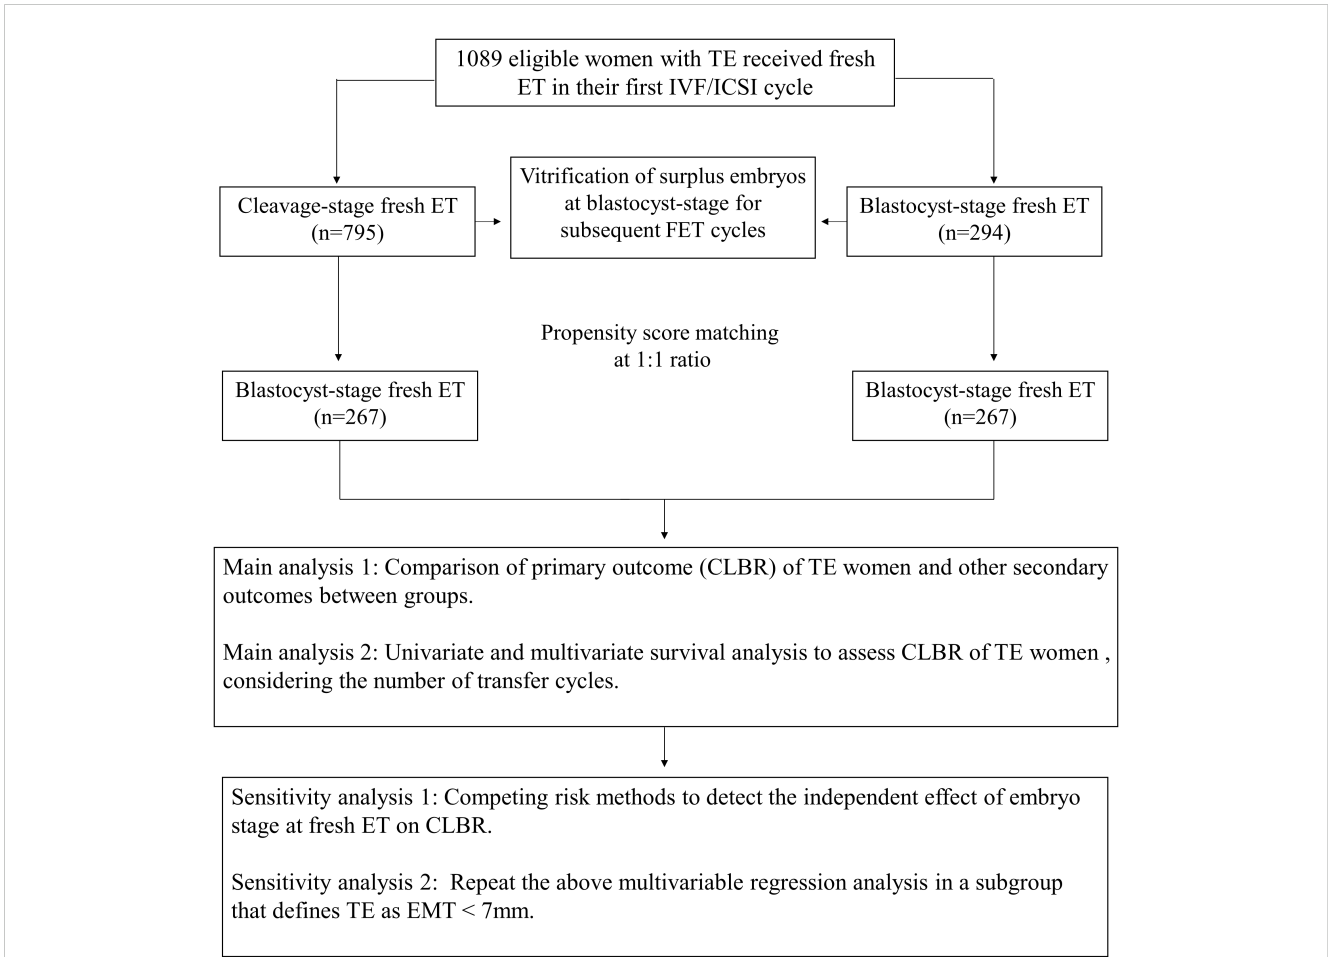 1089 eligible women with TE received fresh
ET in their first IVF/ICSI cycle
Cleavage-stage fresh ET
(n=795)
Vitrification of surplus embryos
at blastocyst-stage for
subsequent FET cycles
Blastocyst-stage fresh ET
(n=294)
Propensity score matching
at 1:1 ratio
Blastocyst-stage fresh ET
(n=267)
Blastocyst-stage fresh ET
(n=267)
Main analysis 1: Comparison of primary outcome (CLBR) of TE women and other secondary
outcomes between groups.
Main analysis 2: Univariate and multivariate survival analysis to assess CLBR of TE women ,
considering the number of transfer cycles.
Sensitivity analysis 1: Competing risk methods to detect the independent effect of embryo
stage at fresh ET on CLBR.
Sensitivity analysis 2:  Repeat the above multivariable regression analysis in a subgroup
that defines TE as EMT < 7mm.